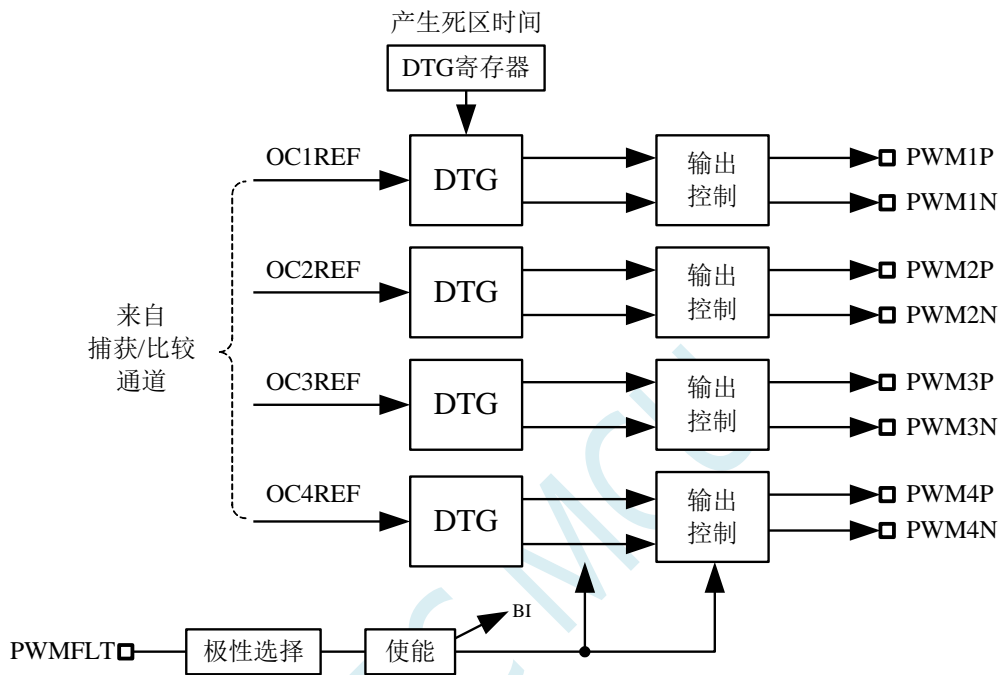 产生死区时间
DTG寄存器
OC1REF
DTG
输出
控制
PWM1P
PWM1N
OC2REF
DTG
输出
控制
PWM2P
PWM2N
来自
捕获/比较
通道
OC3REF
DTG
输出
控制
PWM3P
PWM3N
OC4REF
DTG
输出
控制
PWM4P
PWM4N
PWMFLT
极性选择
使能
BI
MCU